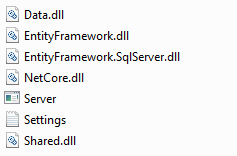 Data.dll
EntityFramework.dll
EntityFramework.SqlServer.dll
NetCore.dll
Server
Settings
Shared.dll